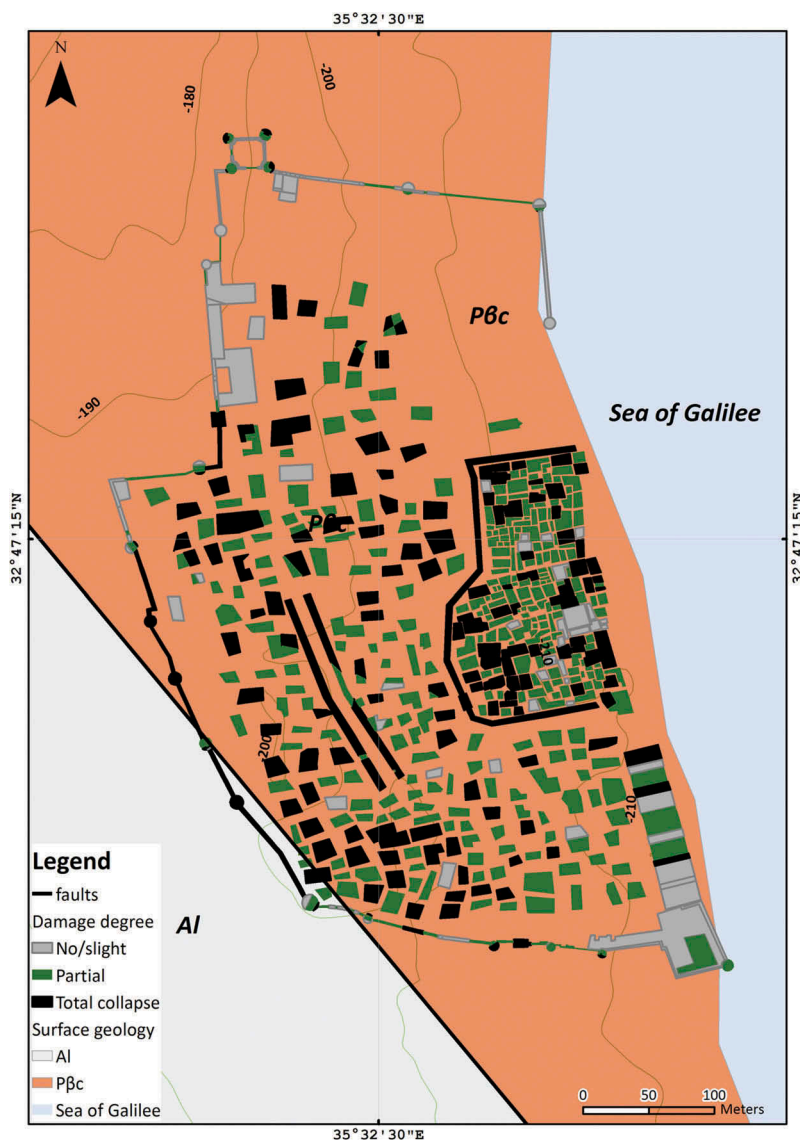 35°32'30"E
N
-180
-200
Pβc
Sea of Galilee
-190
32°47'15"N
32°47'15"N
Pβc
-210
-200
-210
Legend
faults
Damage degree
No/slight
Partial
Total collapse
Surface geology
Al
Pβc
Sea of Galilee
Al
0 50 100
Meters
35°32'30"E